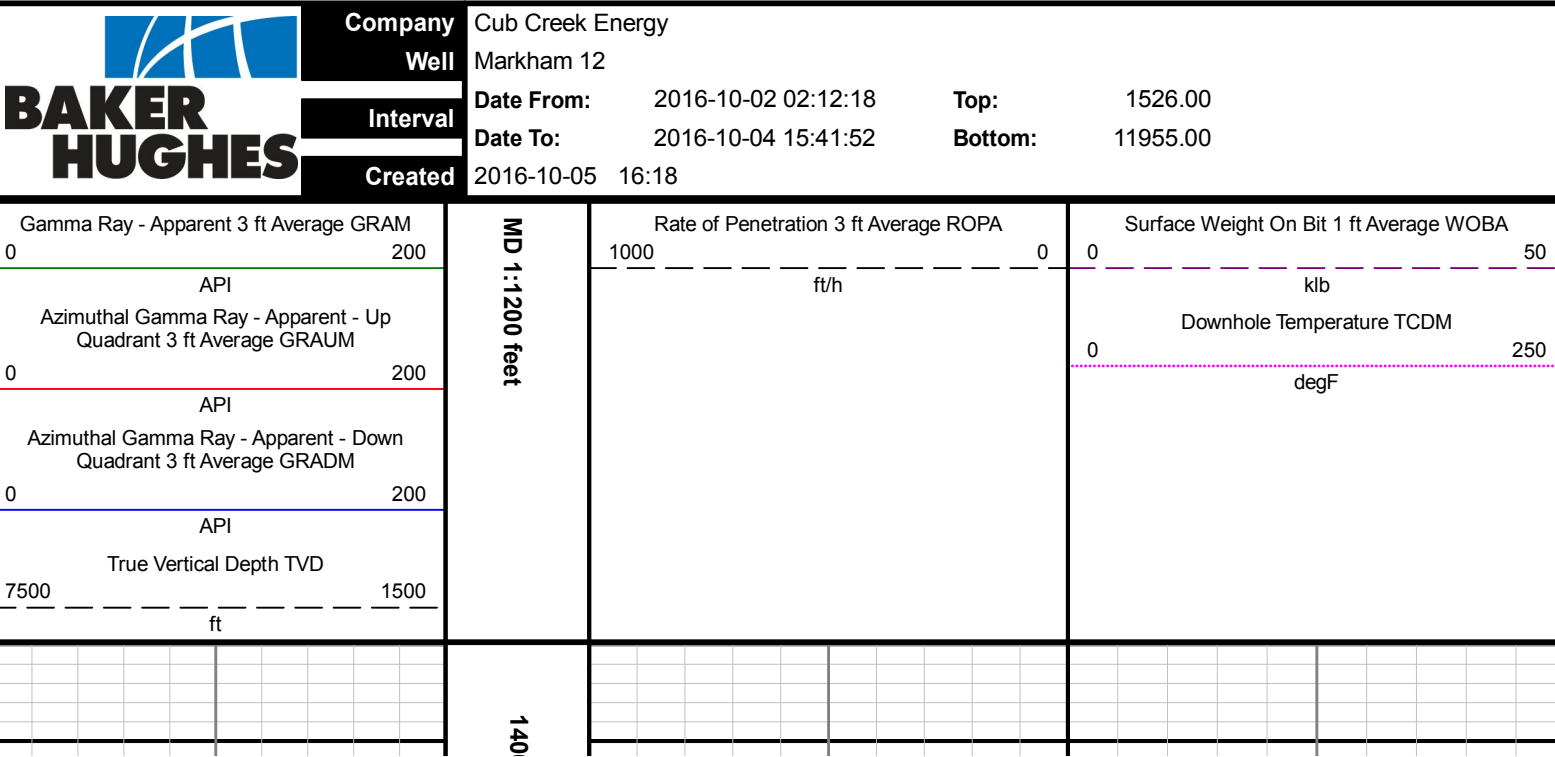 BAKER
HUGHES
Company Cub Creek Energy
Well Markham 12
Interval
Date From: 2016-10-02 02:12:18 Top: 1526.00
Date To: 2016-10-04 15:41:52 Bottom: 11955.00
Created 2016-10-05 16:18
Gamma Ray - Apparent 3 ft Average GRAM
0 200
API
Azimuthal Gamma Ray - Apparent - Up
Quadrant 3 ft Average GRAUM
0 200
API
Azimuthal Gamma Ray - Apparent - Down
Quadrant 3 ft Average GRADM
0 200
API
True Vertical Depth TVD
7500 1500
ft
MD 1:1200 feet
Rate of Penetration 3 ft Average ROPA
1000 0
ft/h
Surface Weight On Bit 1 ft Average WOBA
0 50
klb
Downhole Temperature TCDM
0 250
degF